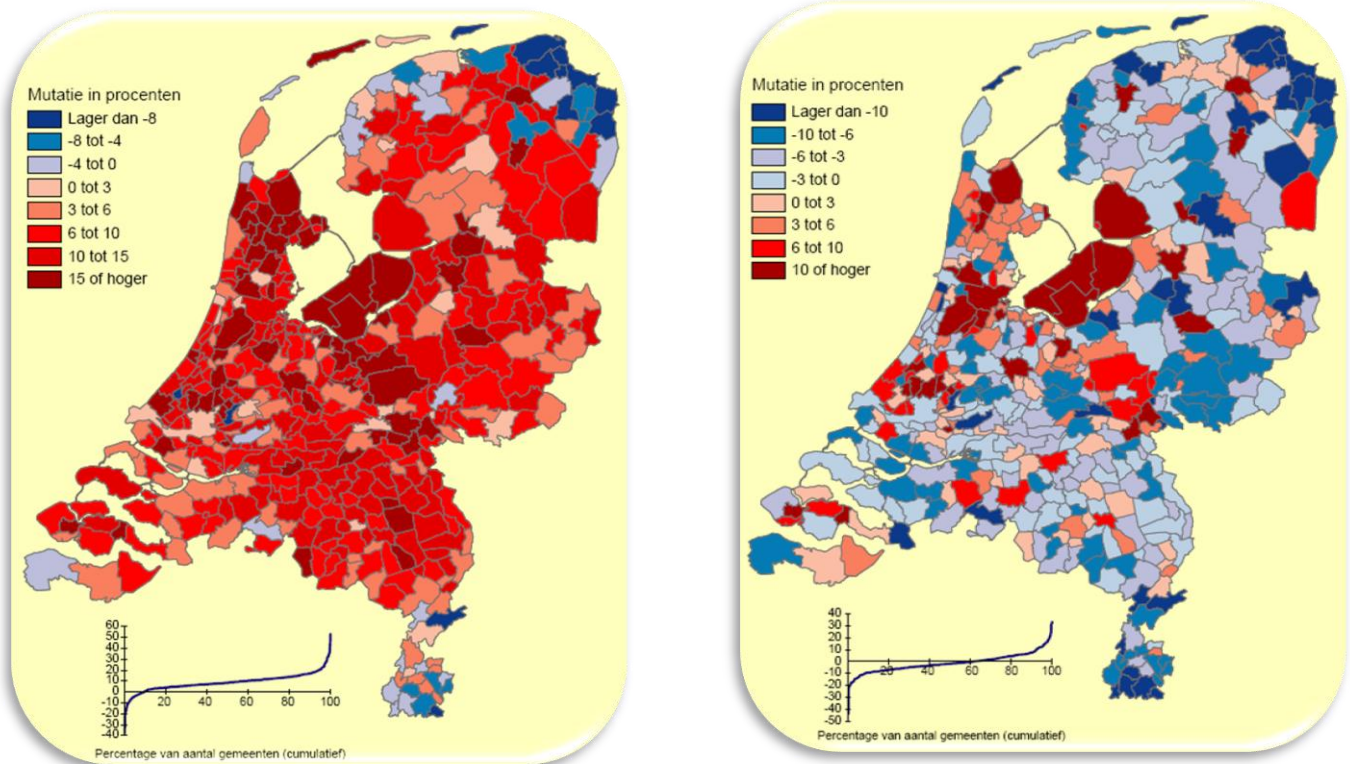 Mutatie in procenten
Lager dan -8
-8 tot -4
-4 tot 0
0 tot 3
3 tot 6
6 tot 10
10 tot 15
15 of hoger
60
50
40
30
20
10
0
-10
-20
-30
-40
20 40 60 80 100
Percentage van aantal gemeenten (cumulatief)
Mutatie in procenten
Lager dan -10
-10 tot -6
-6 tot -3
-3 tot 0
0 tot 3
3 tot 6
6 tot 10
10 of hoger
40
30
20
10
0
-10
-20
-30
-40
-50
20 40 60 80 100
Percentage van aantal gemeenten (cumulatief)